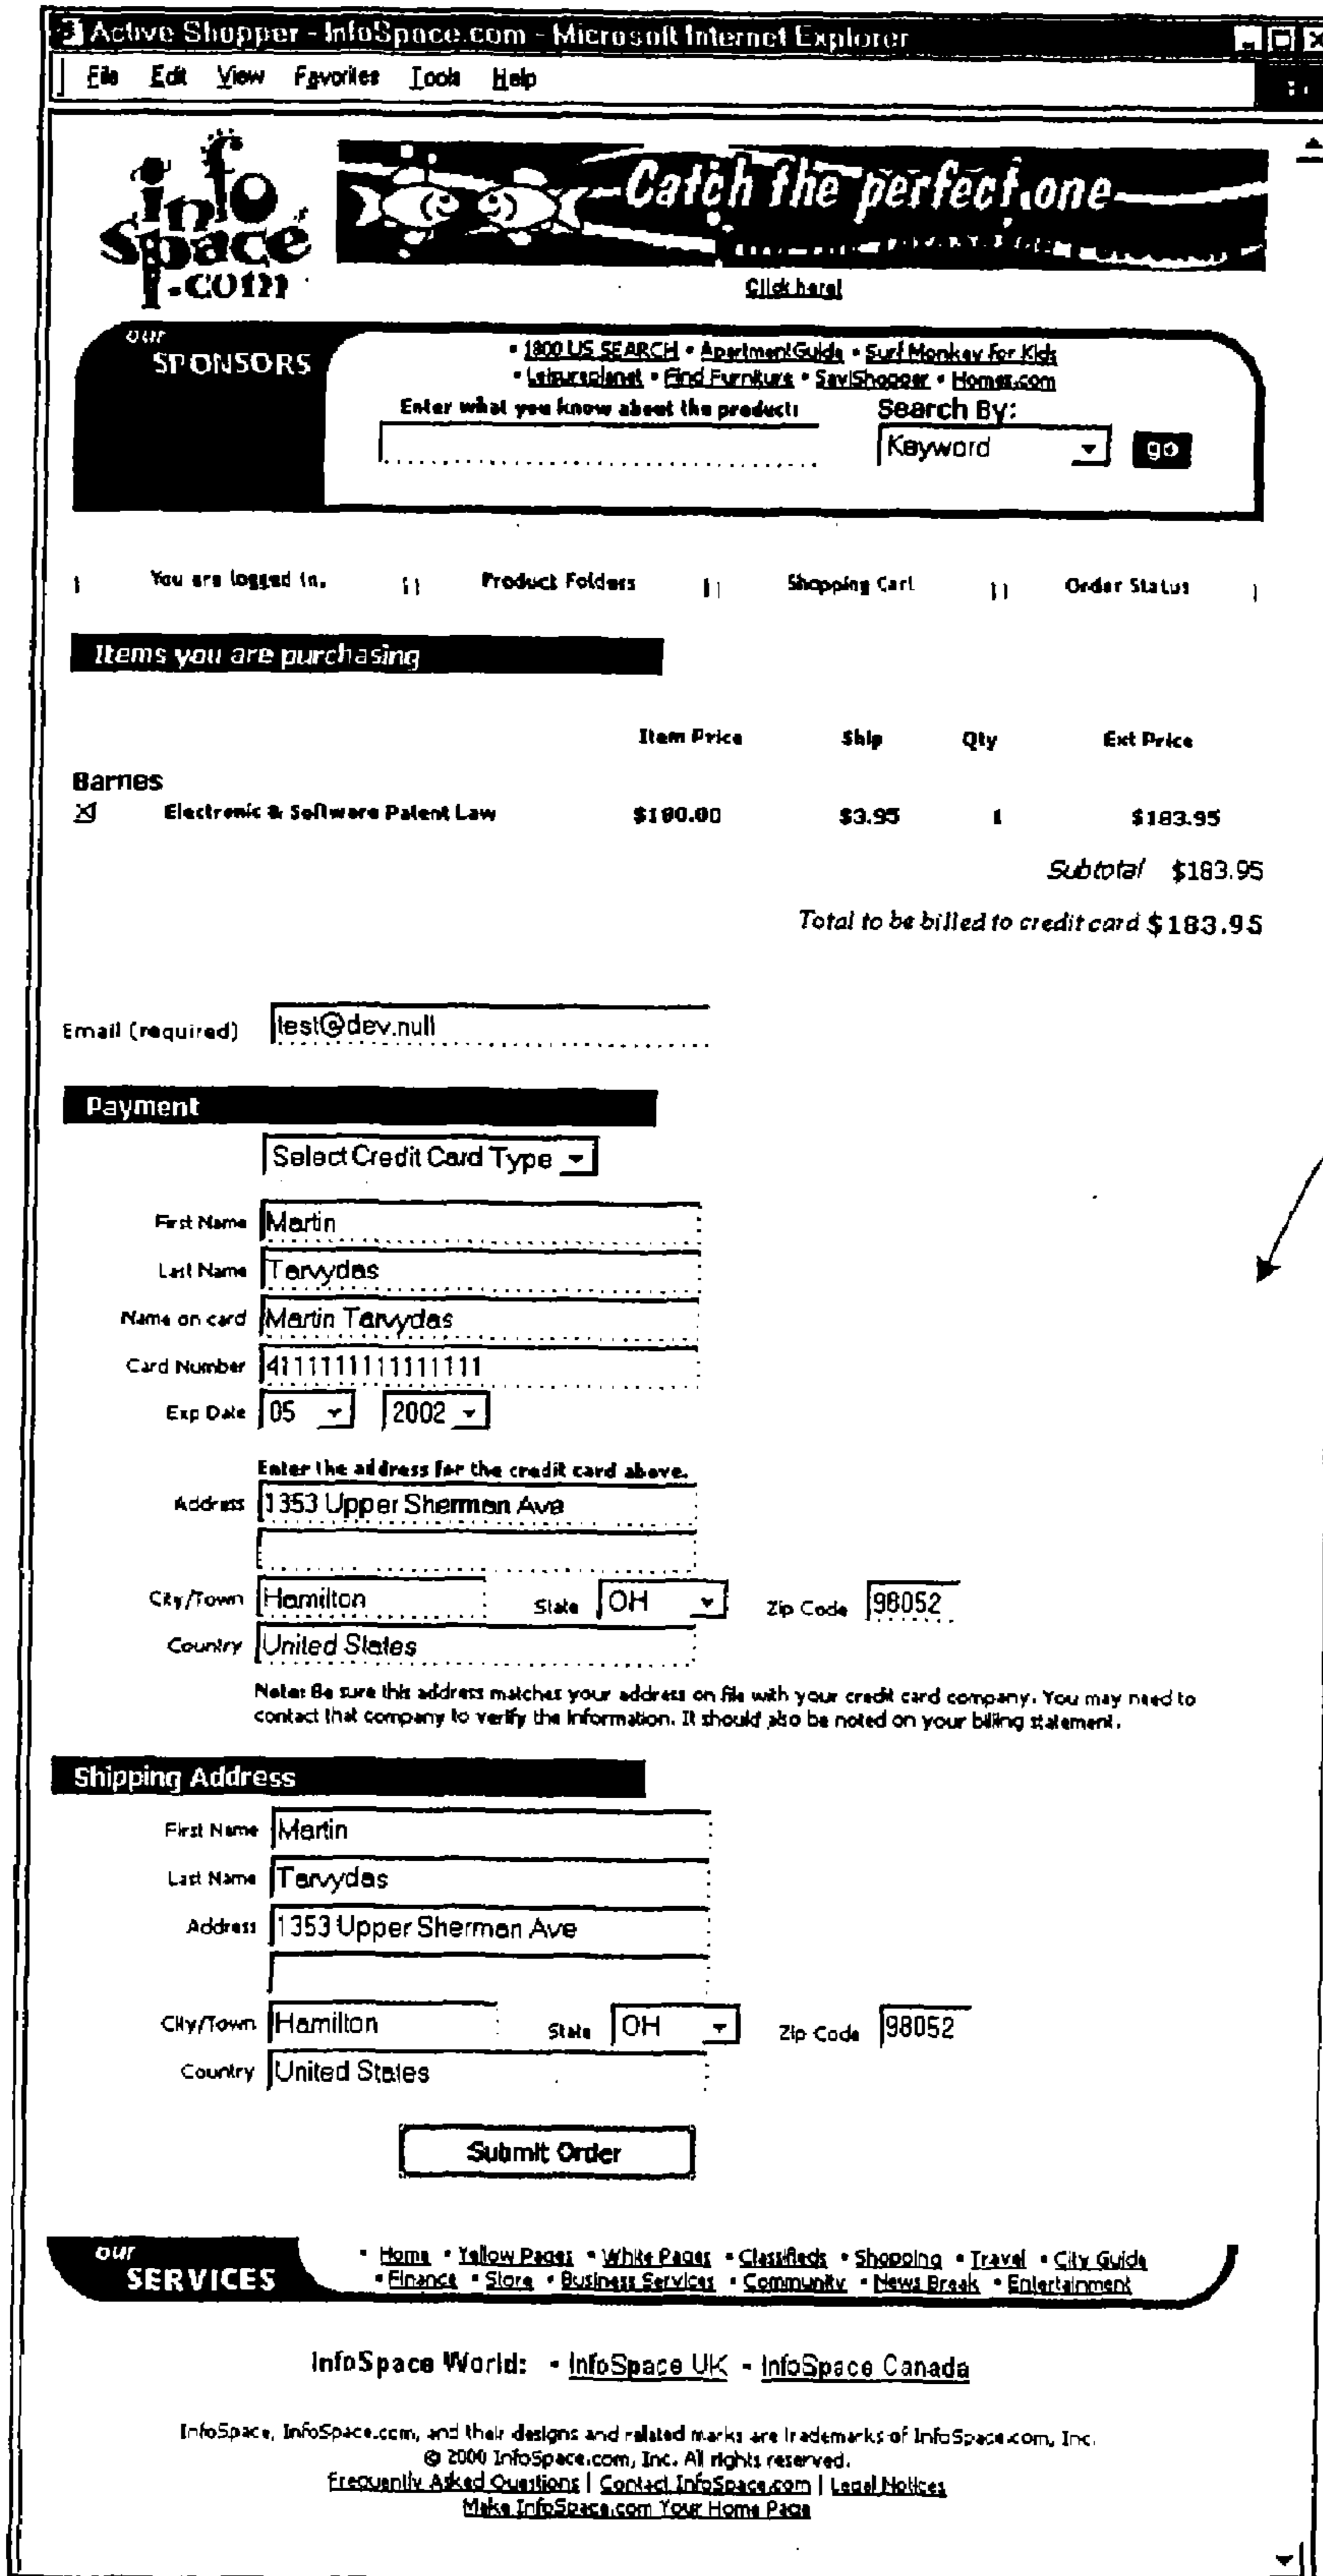 Active Shopper - InfoSpace.com - Microsoft Internet Explorer
File Edit View Favorites Tools Help
info space .com
Catch the perfect one
Click here!
our SPONSORS
• 1800 US SEARCH • ApartmentGuide • Surf Monkey for Kids
• Leisureplanet • Find Furniture • SaviShopper • Homes.com
Enter what you know about the product: Search By:
Keyword go
You are logged in. Product Folders Shopping Cart Order Status
Items you are purchasing
Item Price Ship Qty Ext Price
Barnes
Electronic & Software Patent Law $180.00 $3.95 1 $183.95
Subtotal $183.95
Total to be billed to credit card $183.95
Email (required) test@dev.null
Payment
Select Credit Card Type
First Name Martin
Last Name Tarvydas
Name on card Martin Tarvydas
Card Number 4111111111111111
Exp Date 05 2002
Enter the address for the credit card above.
Address 1353 Upper Sherman Ave
City/Town Hamilton State OH Zip Code 98052
Country United States
Note: Be sure this address matches your address on file with your credit card company. You may need to
contact that company to verify the information. It should also be noted on your billing statement.
Shipping Address
First Name Martin
Last Name Tarvydas
Address 1353 Upper Sherman Ave
City/Town Hamilton State OH Zip Code 98052
Country United States
Submit Order
our SERVICES
• Home • Yellow Pages • White Pages • Classifieds • Shopping • Travel • City Guide
• Finance • Store • Business Services • Community • News Break • Entertainment
InfoSpace World: - InfoSpace UK - InfoSpace Canada
InfoSpace, InfoSpace.com, and their designs and related marks are trademarks of InfoSpace.com, Inc.
© 2000 InfoSpace.com, Inc. All rights reserved.
Frequently Asked Questions | Contact InfoSpace.com | Legal Notices
Make InfoSpace.com Your Home Page